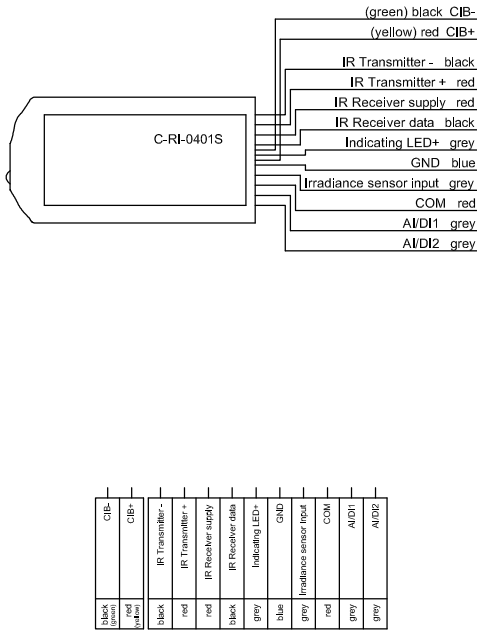 (green) black CIB-
(yellow) red CIB+
IR Transmitter - black
IR Transmitter + red
IR Receiver supply red
IR Receiver data black
Indicating LED+ grey
GND blue
Irradiance sensor input grey
COM red
AI/DI1 grey
AI/DI2 grey
C-RI-0401S
CIB-
CIB+
IR Transmitter -
IR Transmitter +
IR Receiver supply
IR Receiver data
Indicating LED+
GND
Irradiance sensor input
COM
AI/DI1
AI/DI2
black
(green)
red
(yellow)
black
red
red
black
grey
blue
grey
red
grey
grey